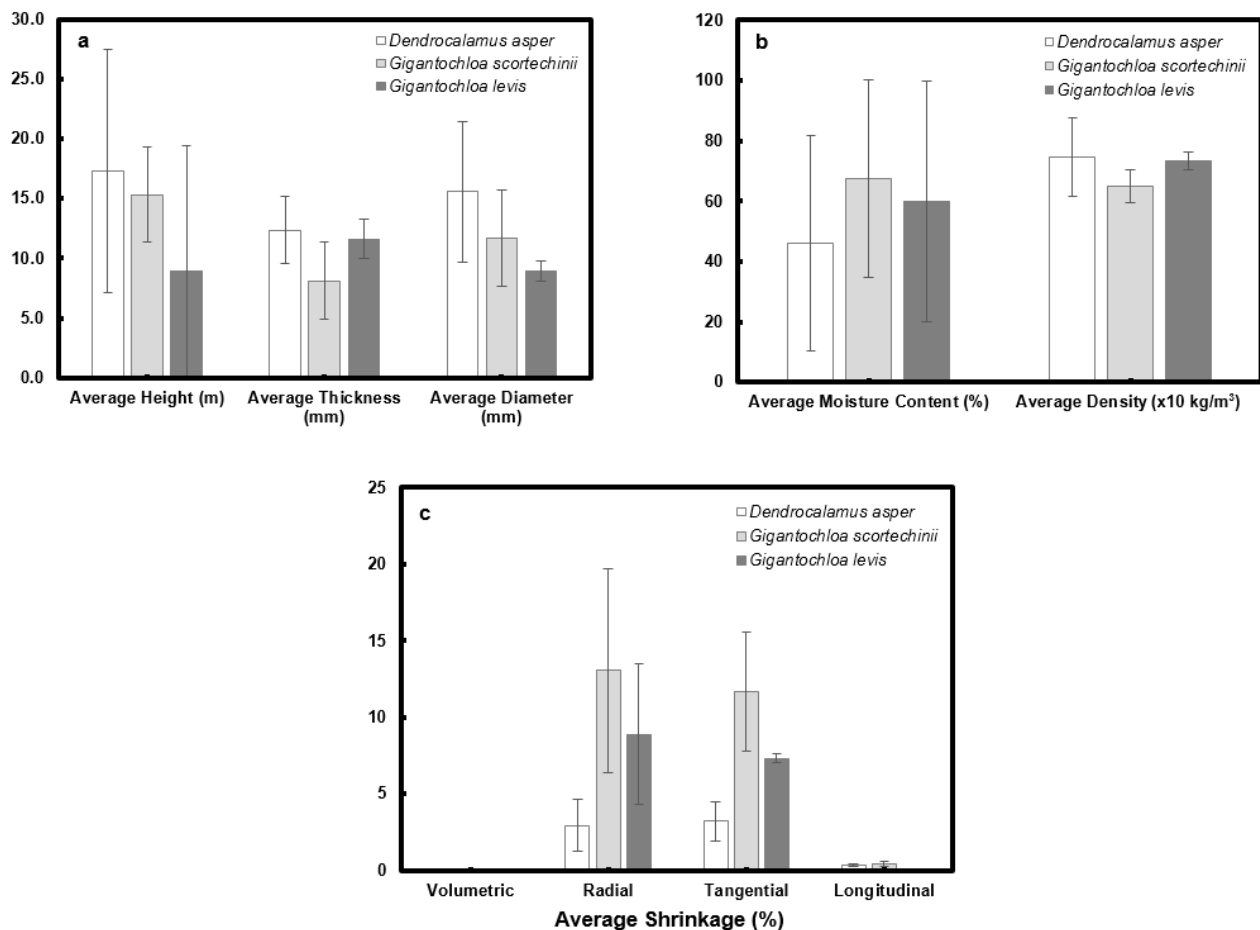 a
30.0
25.0
20.0
15.0
10.0
5.0
0.0
Dendrocalamus asper
Gigantochloa scortechinii
Gigantochloa levis
Average Height (m)
Average Thickness
(mm)
Average Diameter
(mm)
b
120
100
80
60
40
20
0
Dendrocalamus asper
Gigantochloa scortechinii
Gigantochloa levis
Average Moisture Content (%)
Average Density (x10 kg/m³)
c
25
20
15
10
5
0
Dendrocalamus asper
Gigantochloa scortechinii
Gigantochloa levis
Volumetric
Radial
Tangential
Longitudinal
Average Shrinkage (%)